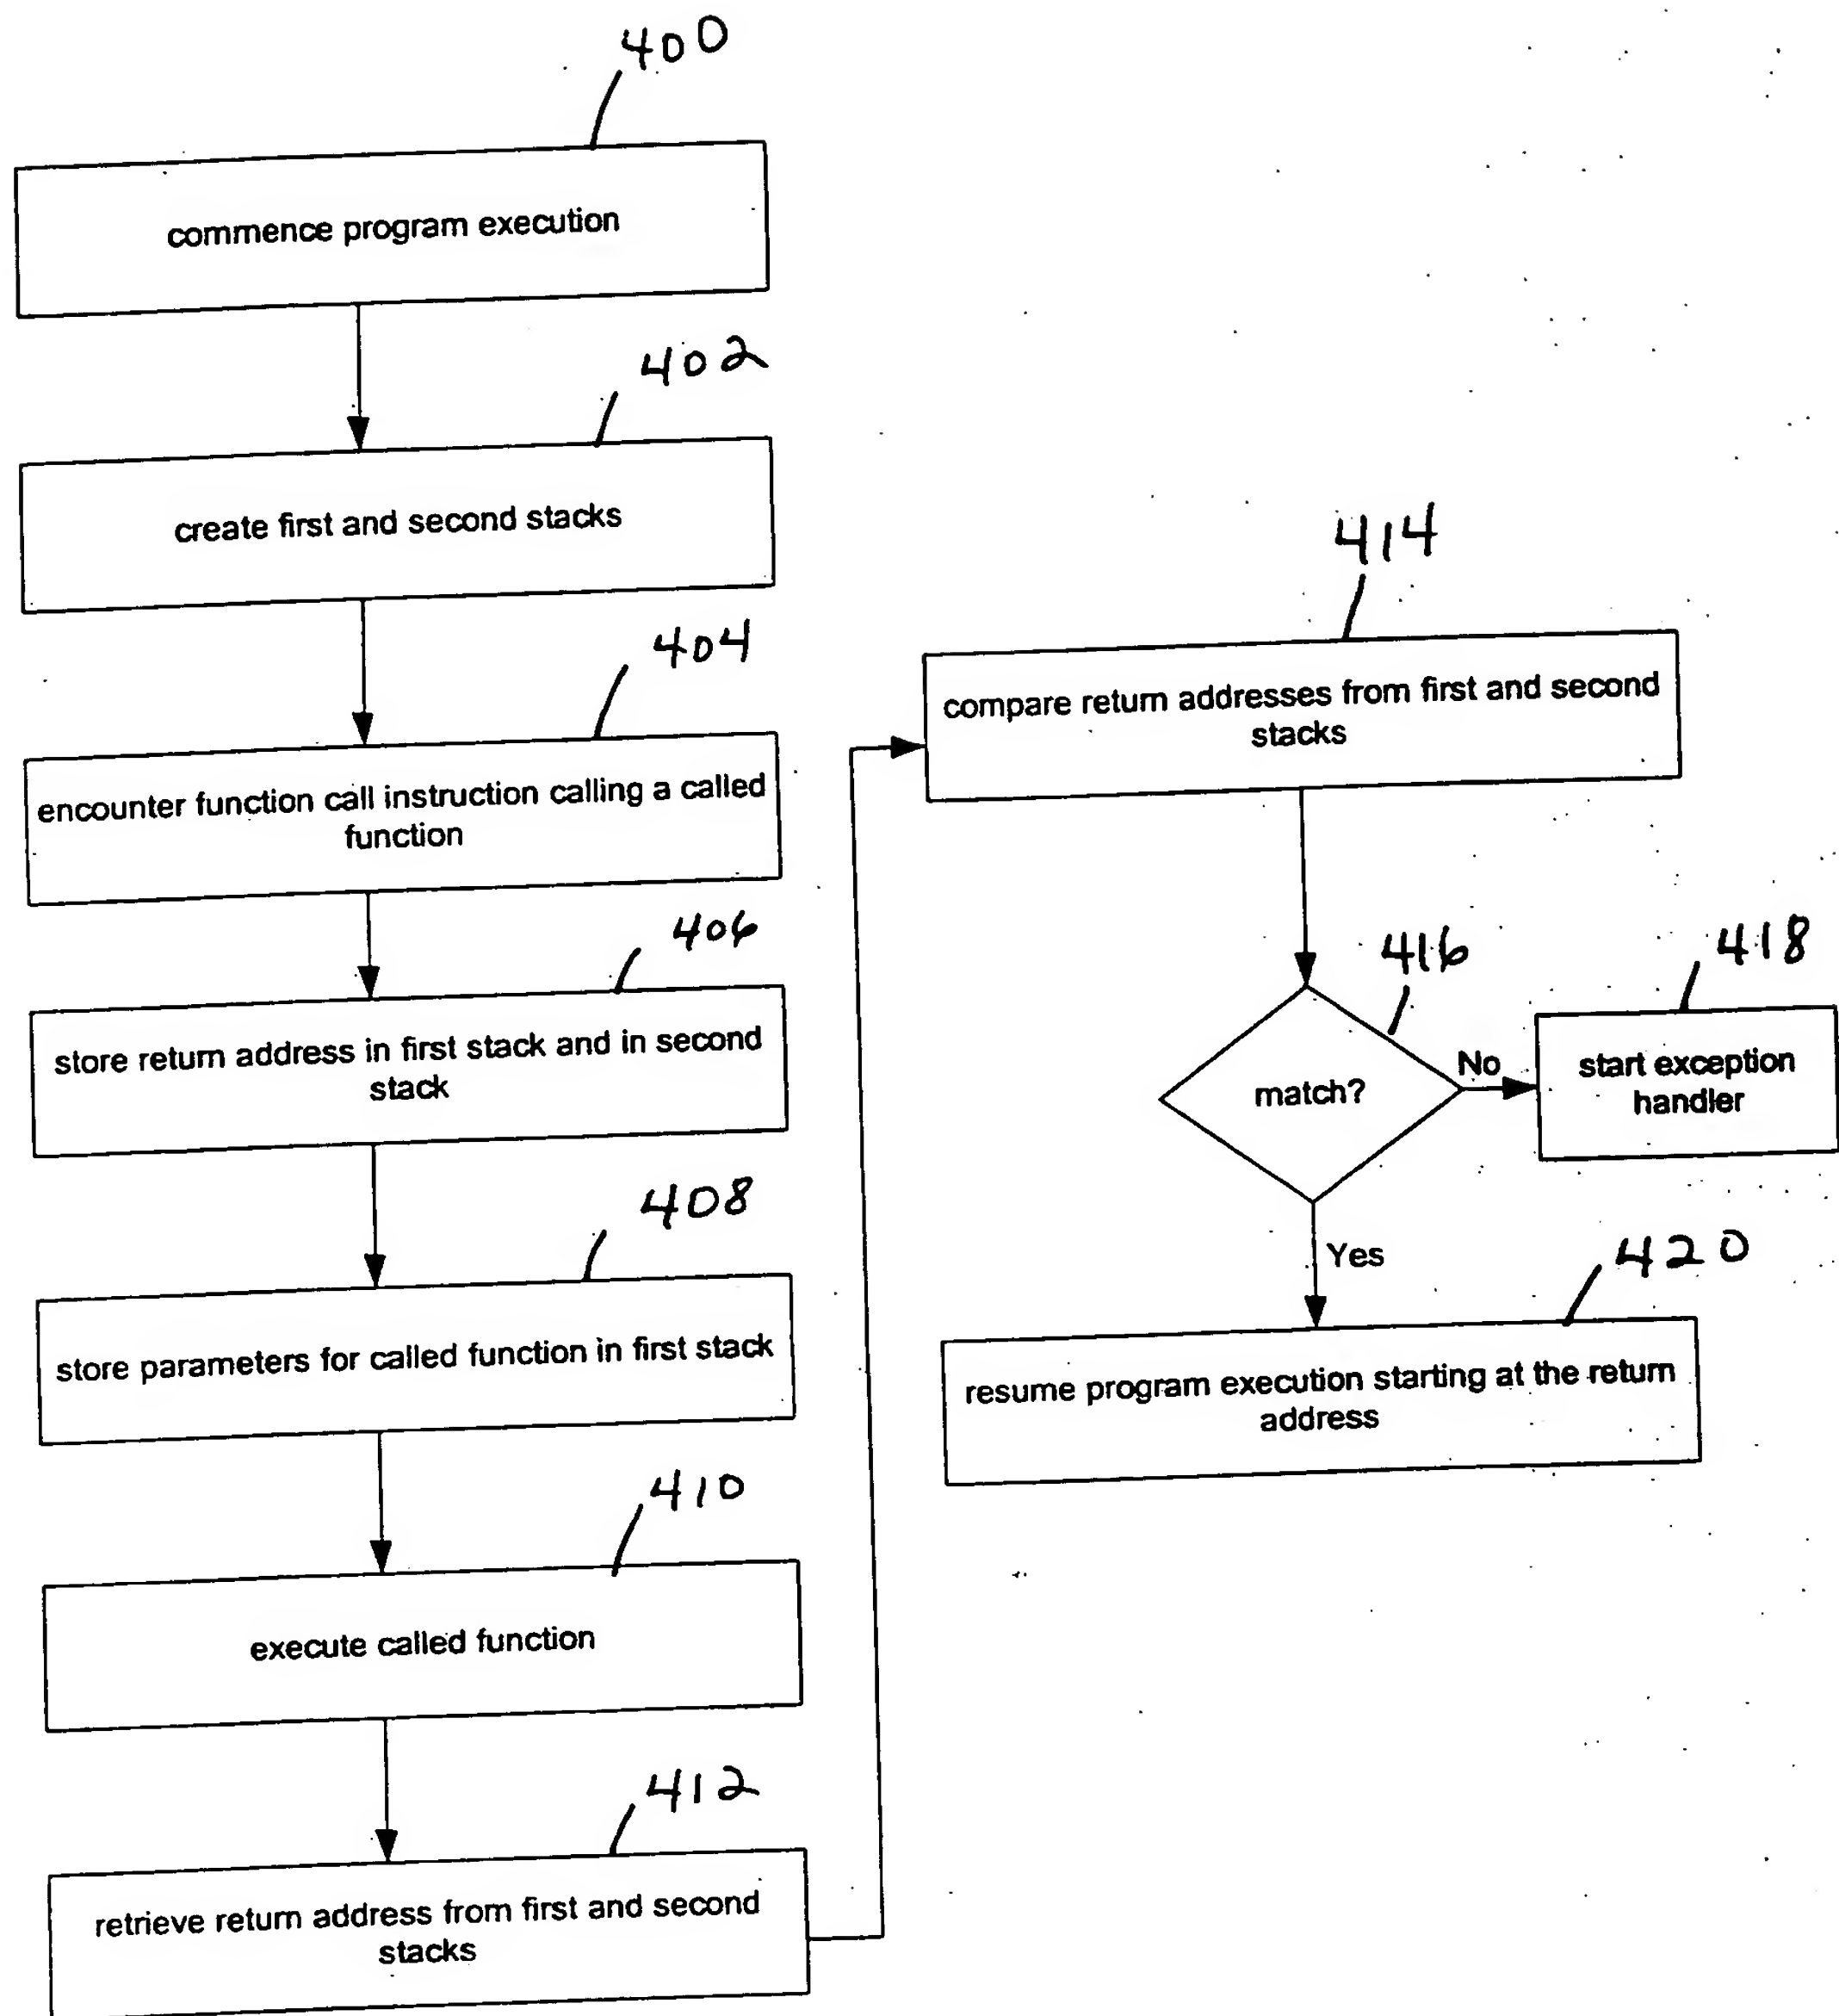 400
commence program execution
402
create first and second stacks
404
encounter function call instruction calling a called
function
406
store return address in first stack and in second
stack
408
store parameters for called function in first stack
410
execute called function
412
retrieve return address from first and second
stacks
414
compare return addresses from first and second
stacks
416
match?
No
418
start exception
handler
Yes
420
resume program execution starting at the return
address